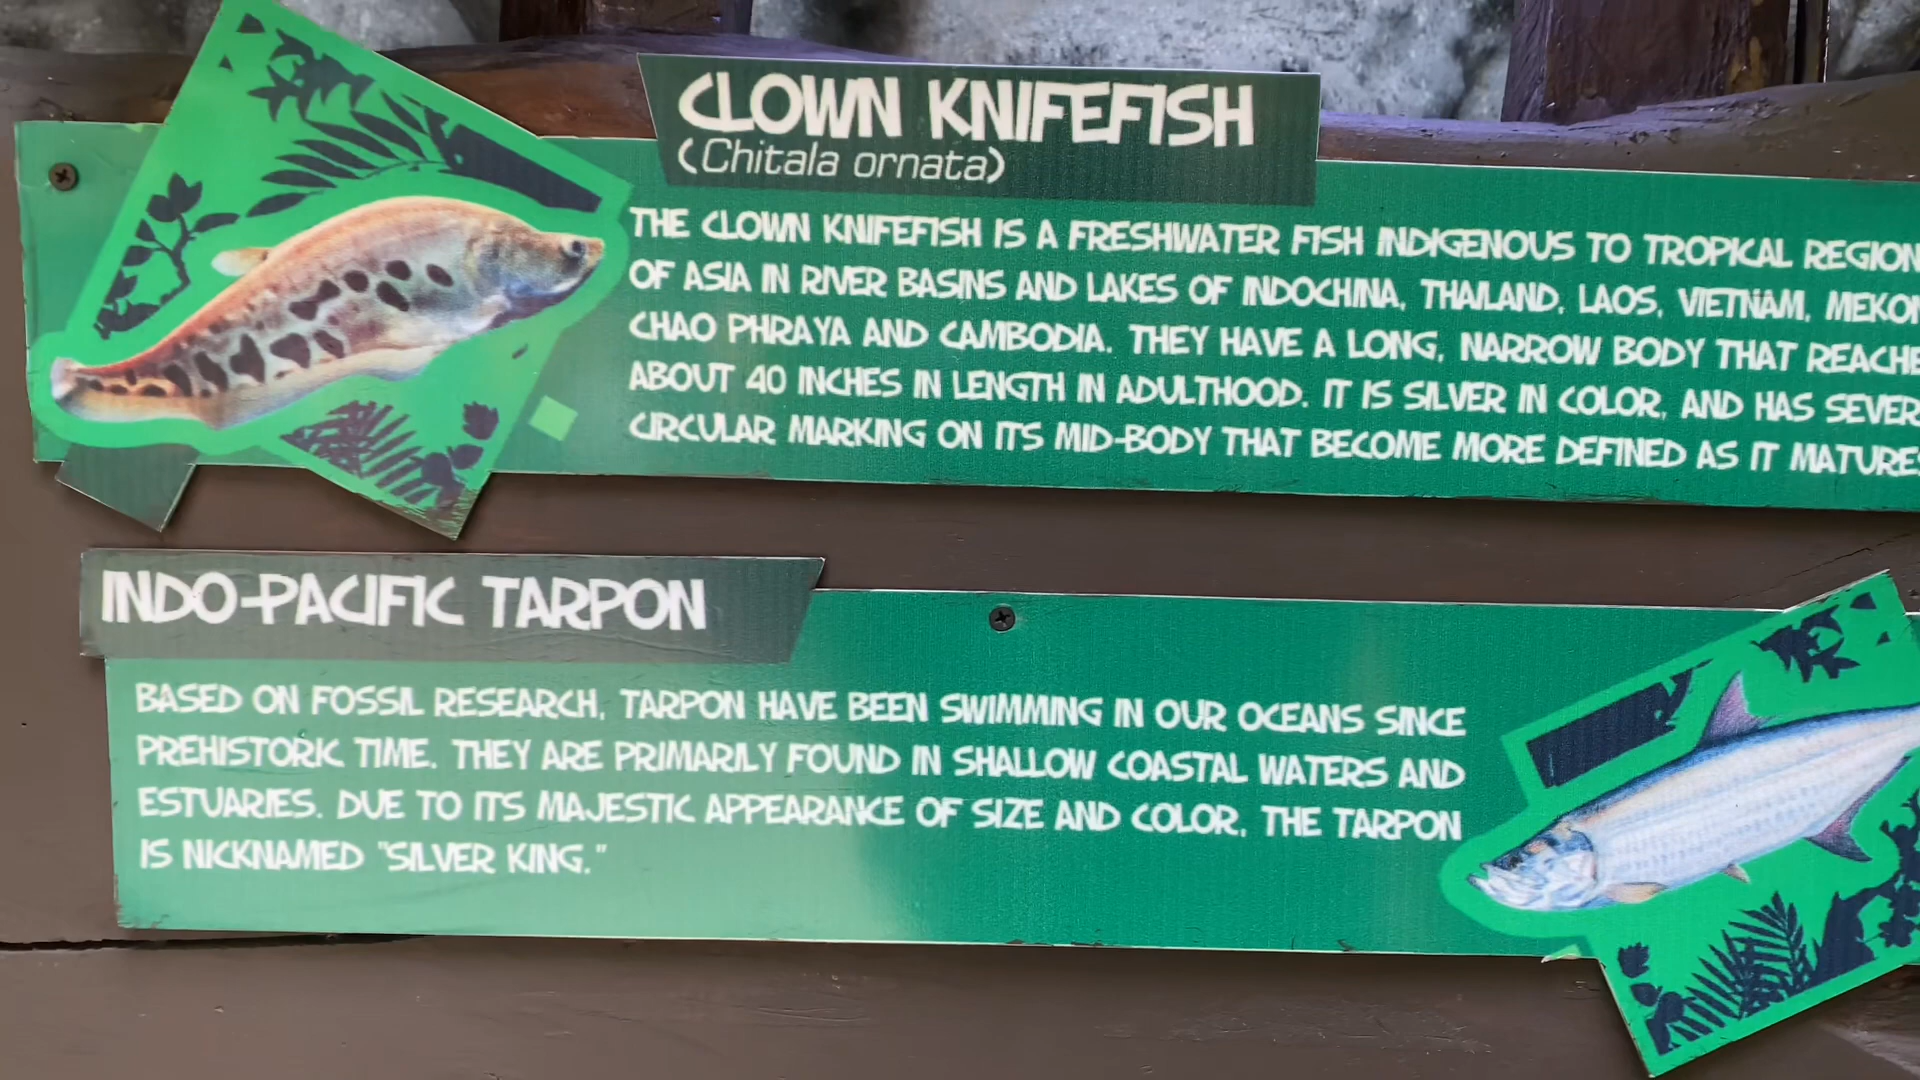 CLOWN KNIFEFISH
(Chitala ornata)
THE CLOWN KNIFEFISH IS A FRESHWATER FISH INDIGENOUS TO TROPICAL REGION
OF ASIA IN RIVER BASINS AND LAKES OF INDOCHINA, THAILAND, LAOS, VIETNAM, MEKON
CHAO PHRAYA AND CAMBODIA. THEY HAVE A LONG, NARROW BODY THAT REACHE
ABOUT 40 INCHES IN LENGTH IN ADULTHOOD. IT IS SILVER IN COLOR, AND HAS SEVER
CIRCULAR MARKING ON ITS MID-BODY THAT BECOME MORE DEFINED AS IT MATURES
INDO-PACIFIC TARPON
BASED ON FOSSIL RESEARCH, TARPON HAVE BEEN SWIMMING IN OUR OCEANS SINCE
PREHISTORIC TIME. THEY ARE PRIMARILY FOUND IN SHALLOW COASTAL WATERS AND
ESTUARIES. DUE TO ITS MAJESTIC APPEARANCE OF SIZE AND COLOR, THE TARPON
IS NICKNAMED "SILVER KING."